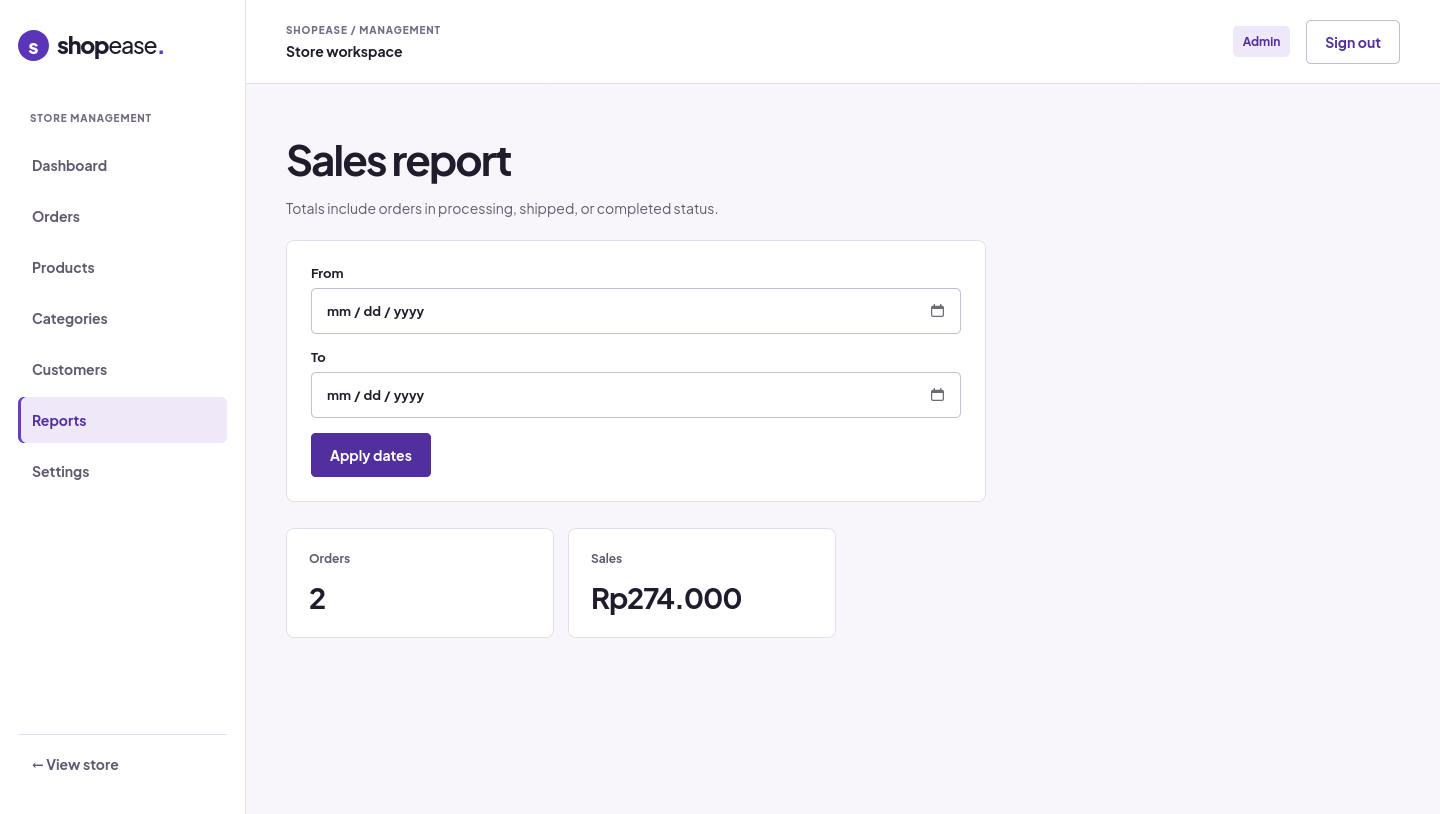 s shopease.
STORE MANAGEMENT
Dashboard
Orders
Products
Categories
Customers
Reports
Settings
← View store
SHOPEASE / MANAGEMENT
Store workspace
Admin
Sign out
Sales report
Totals include orders in processing, shipped, or completed status.
From
mm / dd / yyyy
To
mm / dd / yyyy
Apply dates
Orders
2
Sales
Rp274.000